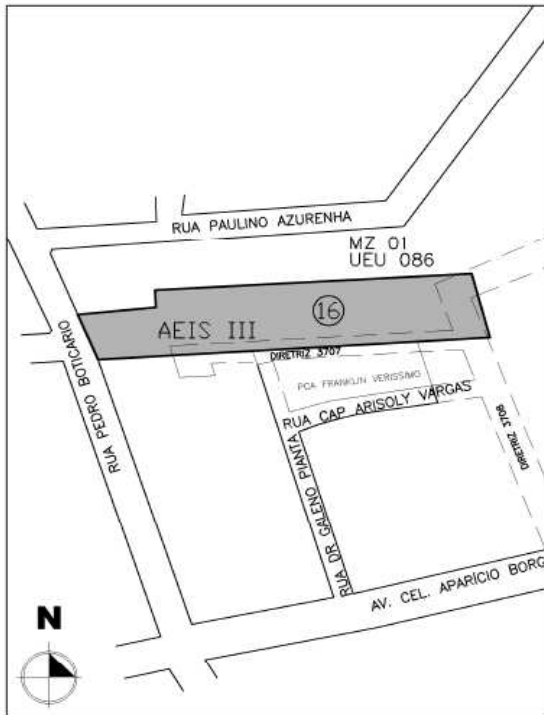 RUA PAULINO AZURENHA
MZ 01
UEU 086
16
AEIS III
DIRETRIZ 3707
RUA PEDRO BOTICARIO
PCA FRANKLIN VERISSIMO
RUA CAP ARISOLY VARGAS
DIRETRIZ 3708
RUA DR GALENO PIANTA
AV. CEL. APARÍCIO BORG
N